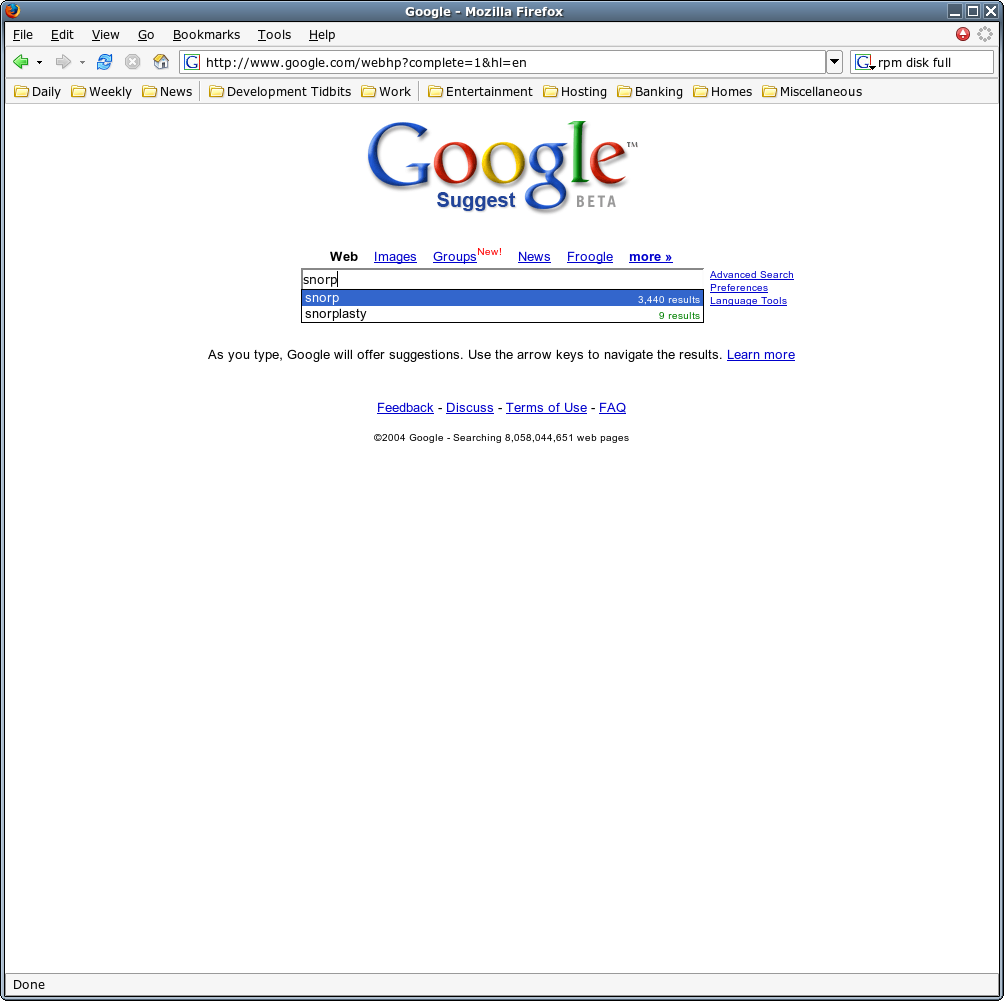 Google - Mozilla Firefox
File Edit View Go Bookmarks Tools Help
http://www.google.com/webhp?complete=1&hl=en rpm disk full
Daily Weekly News Development Tidbits Work Entertainment Hosting Banking Homes Miscellaneous
Google™
Suggest BETA
Web Images Groups New! News Froogle more »
snorp
Advanced Search
snorp 3,440 results
Preferences
snorplasty 9 results
Language Tools
As you type, Google will offer suggestions. Use the arrow keys to navigate the results. Learn more
Feedback - Discuss - Terms of Use - FAQ
©2004 Google - Searching 8,058,044,651 web pages
Done